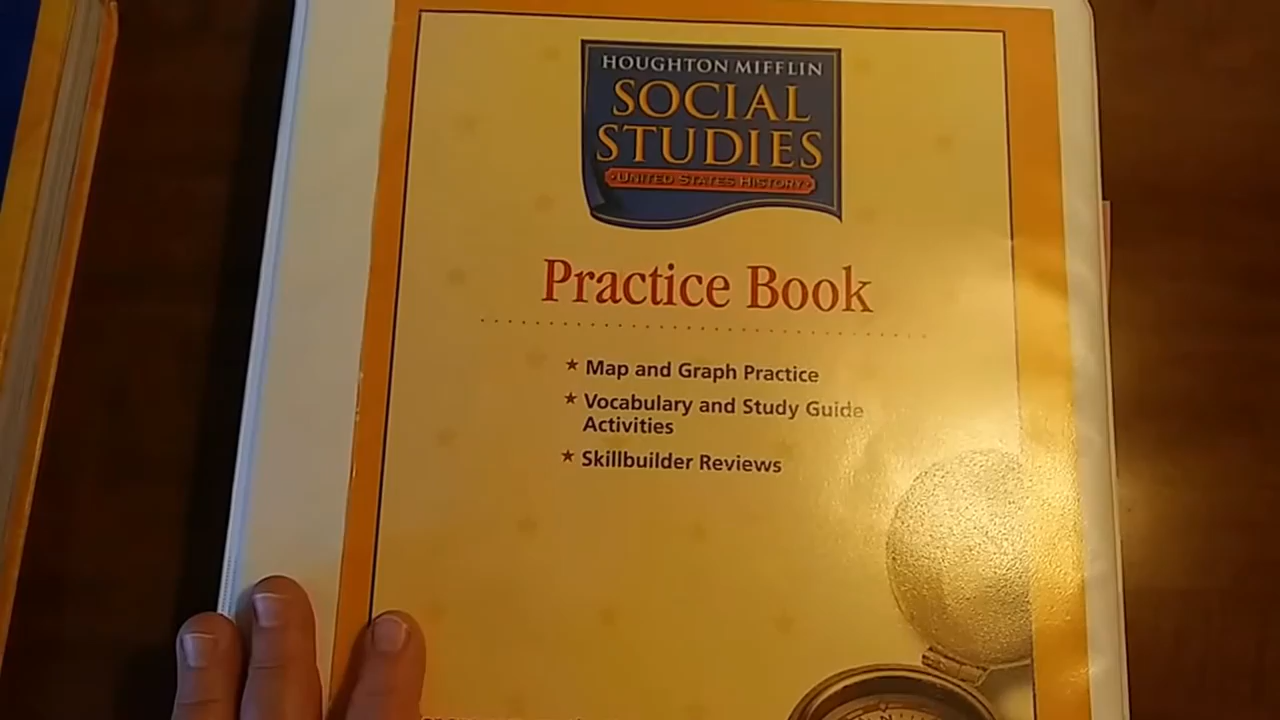 HOUGHTON MIFFLIN
SOCIAL
STUDIES
UNITED STATES HISTORY
Practice Book
★ Map and Graph Practice
★ Vocabulary and Study Guide
Activities
★ Skillbuilder Reviews